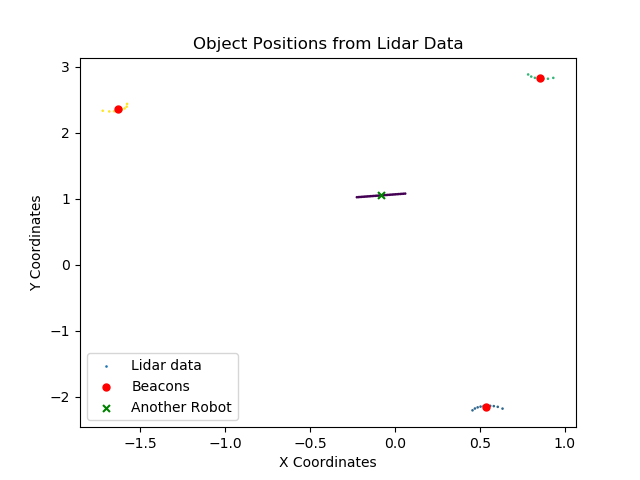 Object Positions from Lidar Data
Y Coordinates
3
2
1
0
−1
−2
Lidar data
Beacons
Another Robot
−1.5
−1.0
−0.5
0.0
0.5
1.0
X Coordinates